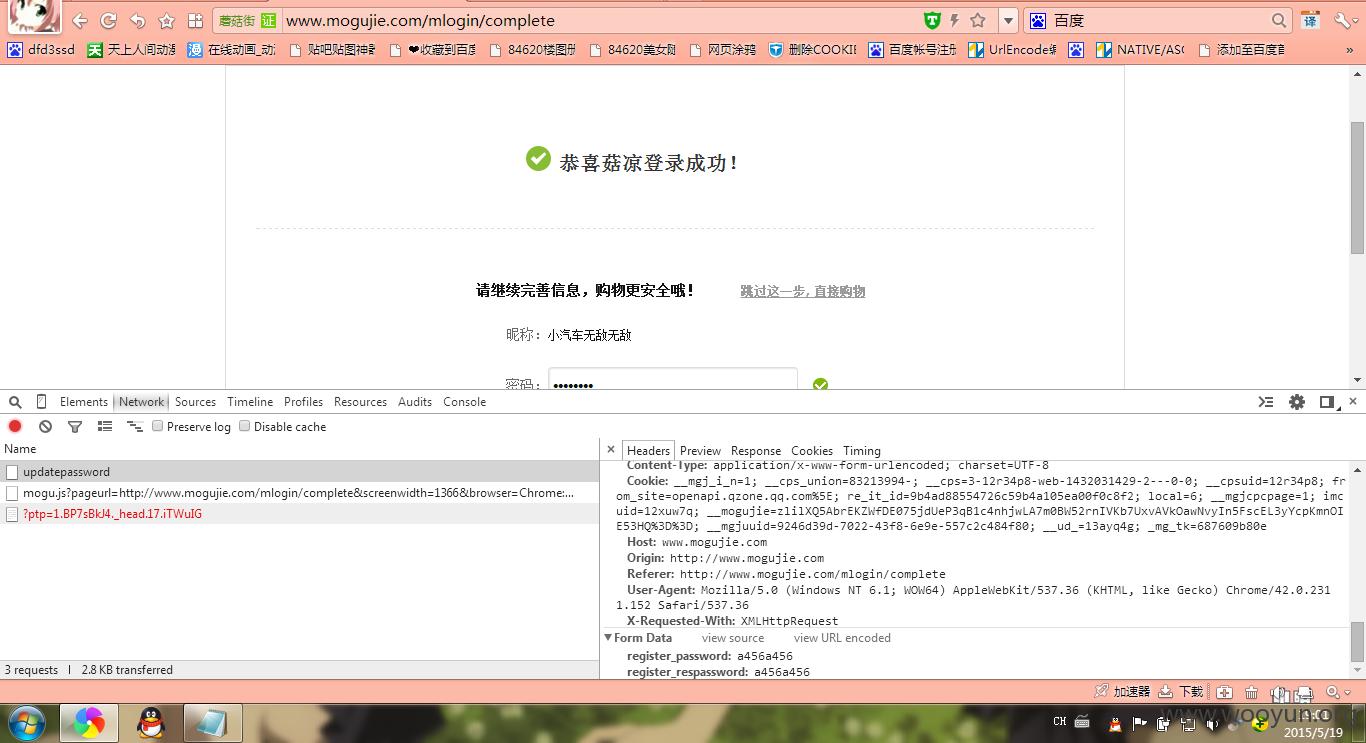 蘑菇街 证 www.mogujie.com/mlogin/complete 百度 译
dfd3ssd 天上人间动漫 在线动画_动 贴吧贴图神器 ❤收藏到百度 84620楼图册 84620美女贴 网页涂鸦 删除COOKIE 百度帐号注册 UrlEncode编 NATIVE/ASC 添加至百度首 »
恭喜菇凉登录成功!
请继续完善信息，购物更安全哦! 跳过这一步，直接购物
昵称： 小汽车无敌无敌
密码： ••••••••
Elements Network Sources Timeline Profiles Resources Audits Console
Preserve log Disable cache
Name
× Headers Preview Response Cookies Timing
updatepassword
mogu.js?pageurl=http://www.mogujie.com/mlogin/complete&screenwidth=1366&browser=Chrome:...
?ptp=1.BP7sBkJ4._head.17.iTWuIG
Content-Type: application/x-www-form-urlencoded; charset=UTF-8
Cookie: __mgj_i_n=1; __cps_union=83213994-; __cps=3-12r34p8-web-1432031429-2---0-0; __cpsuid=12r34p8; fr
om_site=openapi.qzone.qq.com%5E; re_it_id=9b4ad88554726c59b4a105ea00f0c8f2; local=6; __mgjcpcpage=1; imc
uid=12xuw7q; __mogujie=zlilXQ5AbrEKZWfDE075jdUeP3qB1c4nhjwLA7m0BW52rnIVKb7UxvAVkOawNvyIn5FscEL3yYcpKmnOI
E53HQ%3D%3D; __mgjuuid=9246d39d-7022-43f8-6e9e-557c2c484f80; __ud_=13ayq4g; _mg_tk=687609b80e
Host: www.mogujie.com
Origin: http://www.mogujie.com
Referer: http://www.mogujie.com/mlogin/complete
User-Agent: Mozilla/5.0 (Windows NT 6.1; WOW64) AppleWebKit/537.36 (KHTML, like Gecko) Chrome/42.0.231
1.152 Safari/537.36
X-Requested-With: XMLHttpRequest
Form Data view source view URL encoded
register_password: a456a456
register_respassword: a456a456
3 requests | 2.8 KB transferred
加速器 下载
CH 19:01
www.wooyun.org
2015/5/19